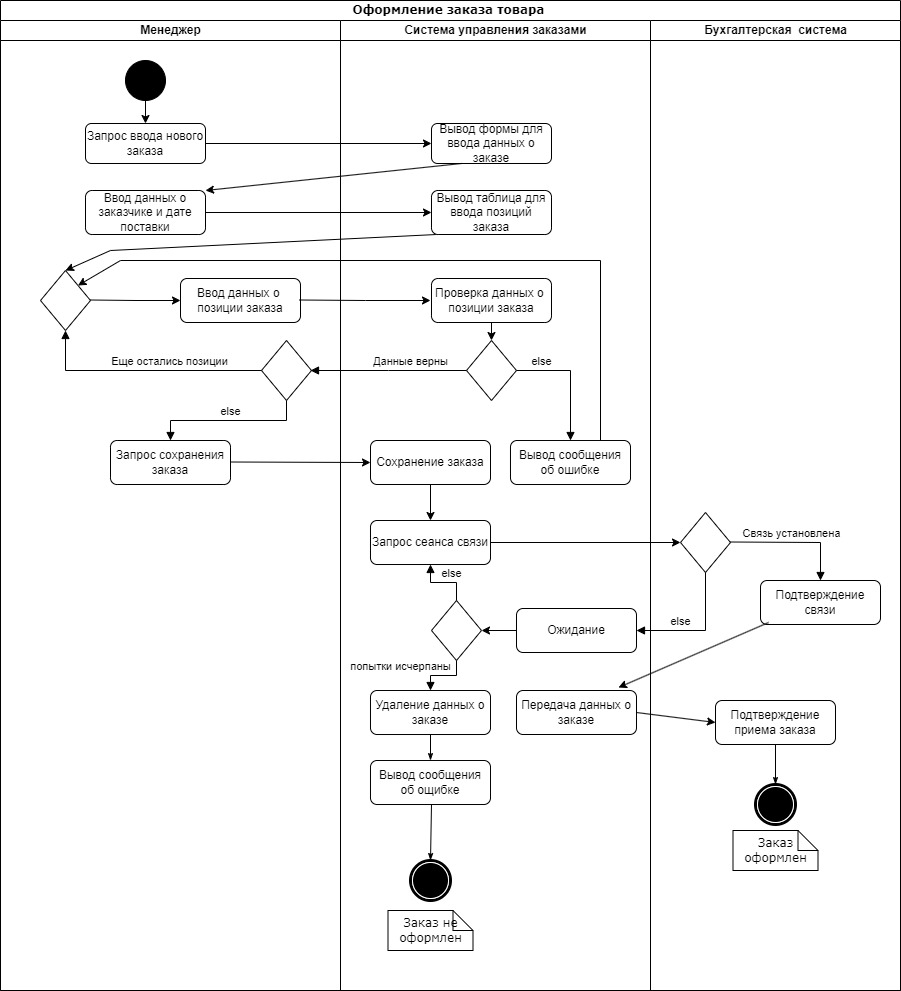 Оформление заказа товара
Менеджер
Система управления заказами
Бухгалтерская система
Запрос ввода нового
заказа
Вывод формы для
ввода данных о
заказе
Ввод данных о
заказчике и дате
поставки
Вывод таблица для
ввода позиций
заказа
Ввод данных о
позиции заказа
Проверка данных о
позиции заказа
Еще остались позиции
Данные верны
else
else
Запрос сохранения
заказа
Сохранение заказа
Вывод сообщения
об ошибке
Запрос сеанса связи
Связь установлена
else
Подтверждение
связи
else
Ожидание
попытки исчерпаны
Удаление данных о
заказе
Передача данных о
заказе
Подтверждение
приема заказа
Вывод сообщения
об ощибке
Заказ
оформлен
Заказ не
оформлен